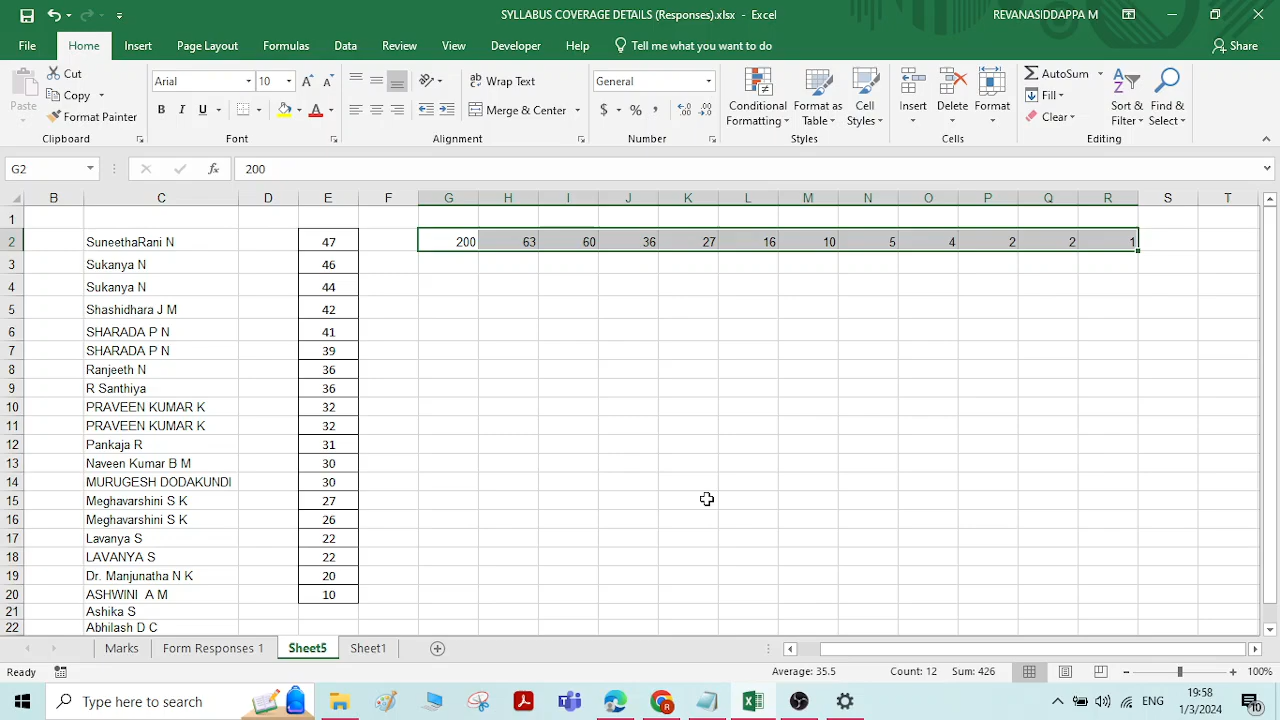 SYLLABUS COVERAGE DETAILS (Responses).xlsx - Excel
REVANASIDDAPPA M
File Home Insert Page Layout Formulas Data Review View Developer Help Tell me what you want to do Share
Paste
Cut
Copy
Format Painter
Clipboard
Arial 10
B I U A
Font
Wrap Text
Merge & Center
Alignment
General
$ % ,
Number
Conditional Formatting
Format as Table
Cell Styles
Styles
Insert Delete Format
Cells
AutoSum
Fill
Clear
Sort & Filter
Find & Select
Editing
G2 fx 200
B C D E F G H I J K L M N O P Q R S T
1
2 SuneethaRani N 47 200 63 60 36 27 16 10 5 4 2 2 1
3 Sukanya N 46
4 Sukanya N 44
5 Shashidhara J M 42
6 SHARADA P N 41
7 SHARADA P N 39
8 Ranjeeth N 36
9 R Santhiya 36
10 PRAVEEN KUMAR K 32
11 PRAVEEN KUMAR K 32
12 Pankaja R 31
13 Naveen Kumar B M 30
14 MURUGESH DODAKUNDI 30
15 Meghavarshini S K 27
16 Meghavarshini S K 26
17 Lavanya S 22
18 LAVANYA S 22
19 Dr. Manjunatha N K 20
20 ASHWINI A M 10
21 Ashika S
22 Abhilash D C
Marks Form Responses 1 Sheet5 Sheet1
Ready Average: 35.5 Count: 12 Sum: 426 100%
Type here to search ENG 19:58
1/3/2024 10